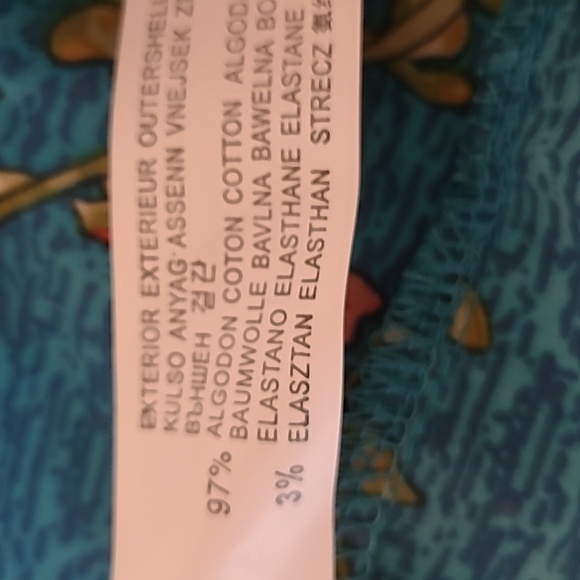 EXTERIOR EXTERIEUR OUTERSHELL
KULSO ANYAG ASSENN VNEJSEK
ВЪНШЕН 겉감
97% ALGODON COTON COTTON ALGOD
BAUMWOLLE BAVLNA BAWELNA BO
3% ELASTANO ELASTHANE ELASTANE
ELASZTAN ELASTHAN STRECZ